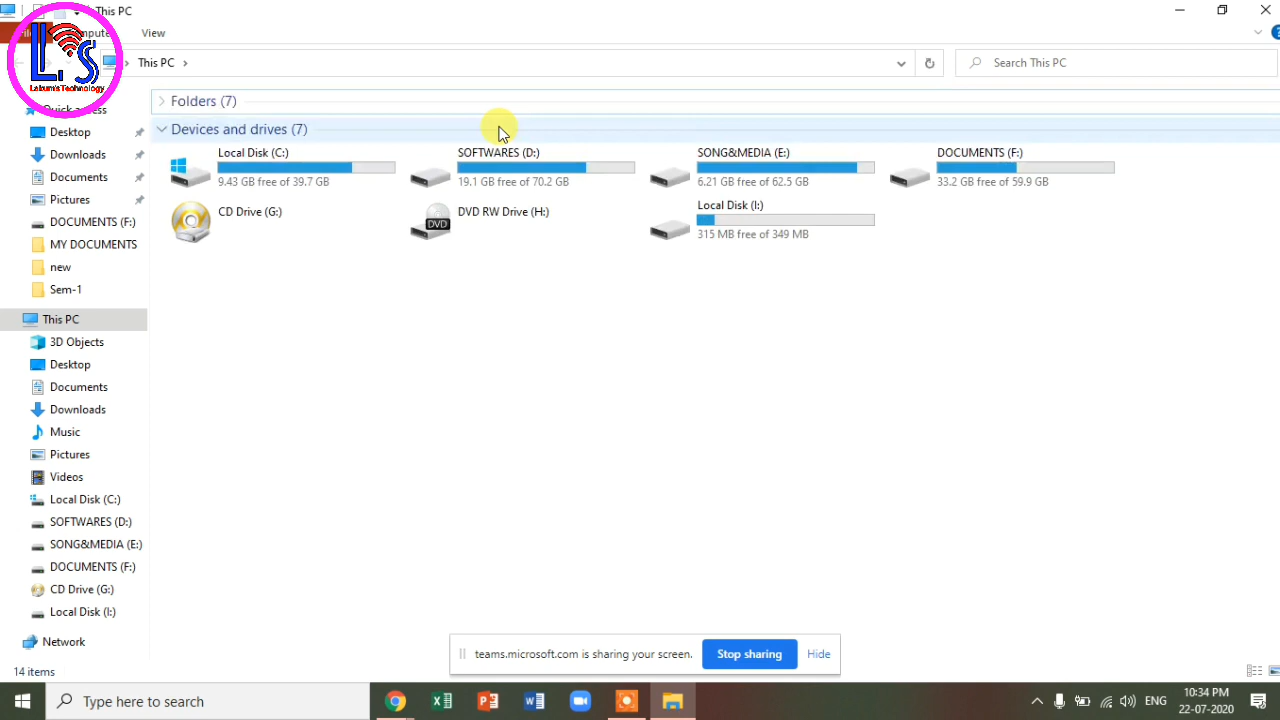 This PC
View
This PC
Search This PC
Quick access
Desktop
Downloads
Documents
Pictures
DOCUMENTS (F:)
MY DOCUMENTS
new
Sem-1
This PC
3D Objects
Desktop
Documents
Downloads
Music
Pictures
Videos
Local Disk (C:)
SOFTWARES (D:)
SONG&MEDIA (E:)
DOCUMENTS (F:)
CD Drive (G:)
Local Disk (I:)
Network
14 items
Folders (7)
Devices and drives (7)
Local Disk (C:)
9.43 GB free of 39.7 GB
SOFTWARES (D:)
19.1 GB free of 70.2 GB
SONG&MEDIA (E:)
6.21 GB free of 62.5 GB
DOCUMENTS (F:)
33.2 GB free of 59.9 GB
CD Drive (G:)
DVD RW Drive (H:)
DVD
Local Disk (I:)
315 MB free of 349 MB
teams.microsoft.com is sharing your screen.
Stop sharing
Hide
Type here to search
ENG
10:34 PM
22-07-2020